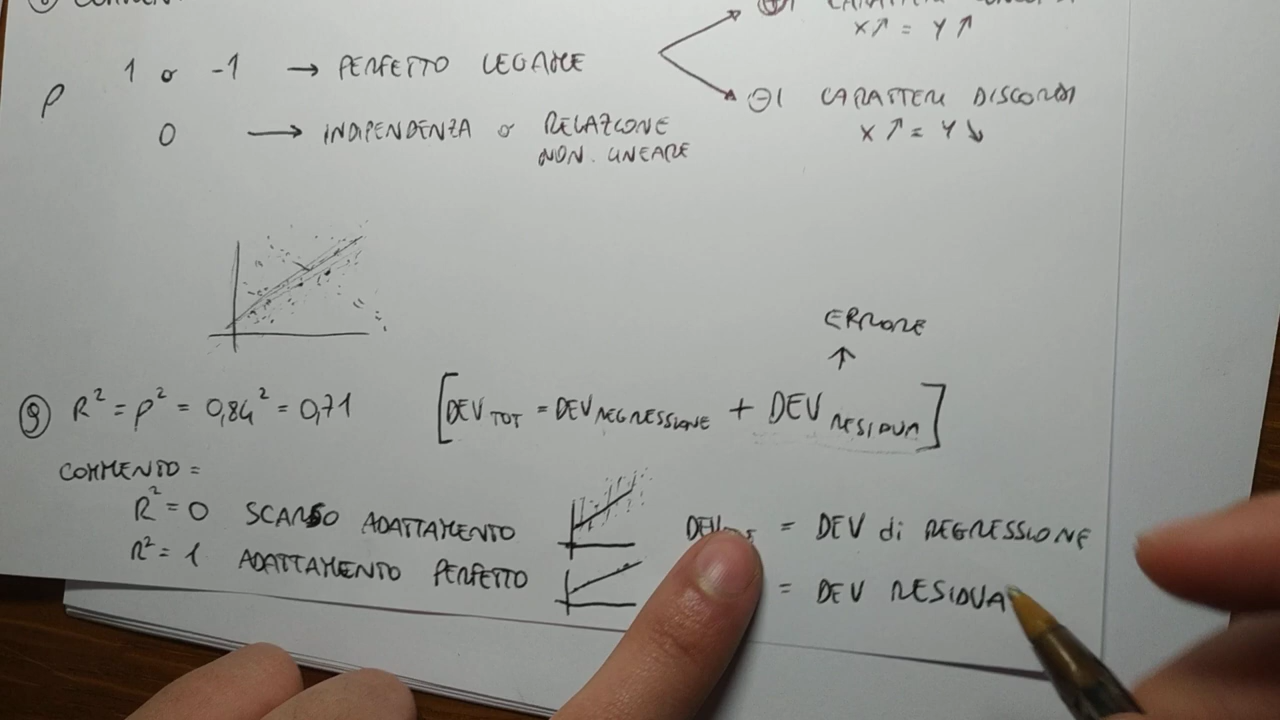 X↗ = Y↗
ρ 1 o -1 → PERFETTO LEGAME
⊖| CARATTERI DISCORDI
0 → INDIPENDENZA o RELAZIONE
NON LINEARE
X↗ = Y↘
ERRORE
↑
⑨ R² = ρ² = 0,84² = 0,71 [DEV TOT = DEV REGRESSIONE + DEV RESIDUA]
COMMENTO =
R² = 0 SCARSO ADATTAMENTO
R² = 1 ADATTAMENTO PERFETTO
= DEV di REGRESSIONE
= DEV RESIDUA